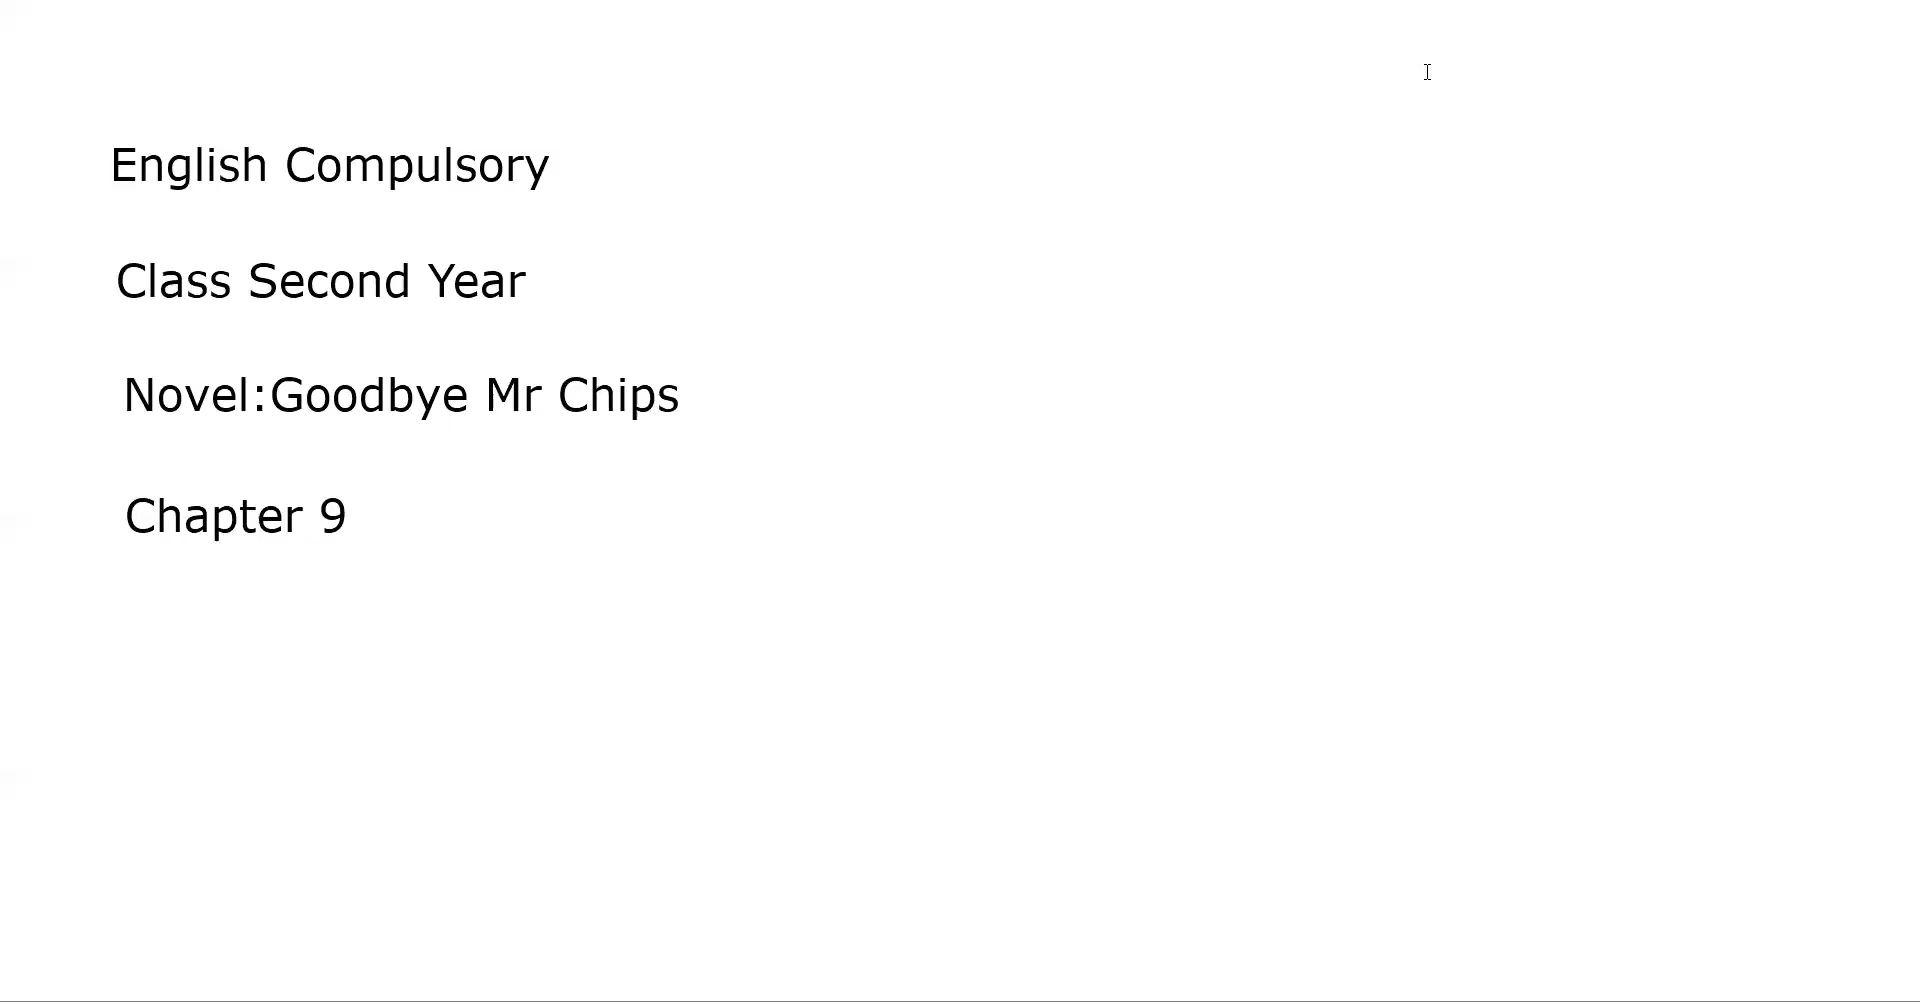 English Compulsory
Class Second Year
Novel:Goodbye Mr Chips
Chapter 9